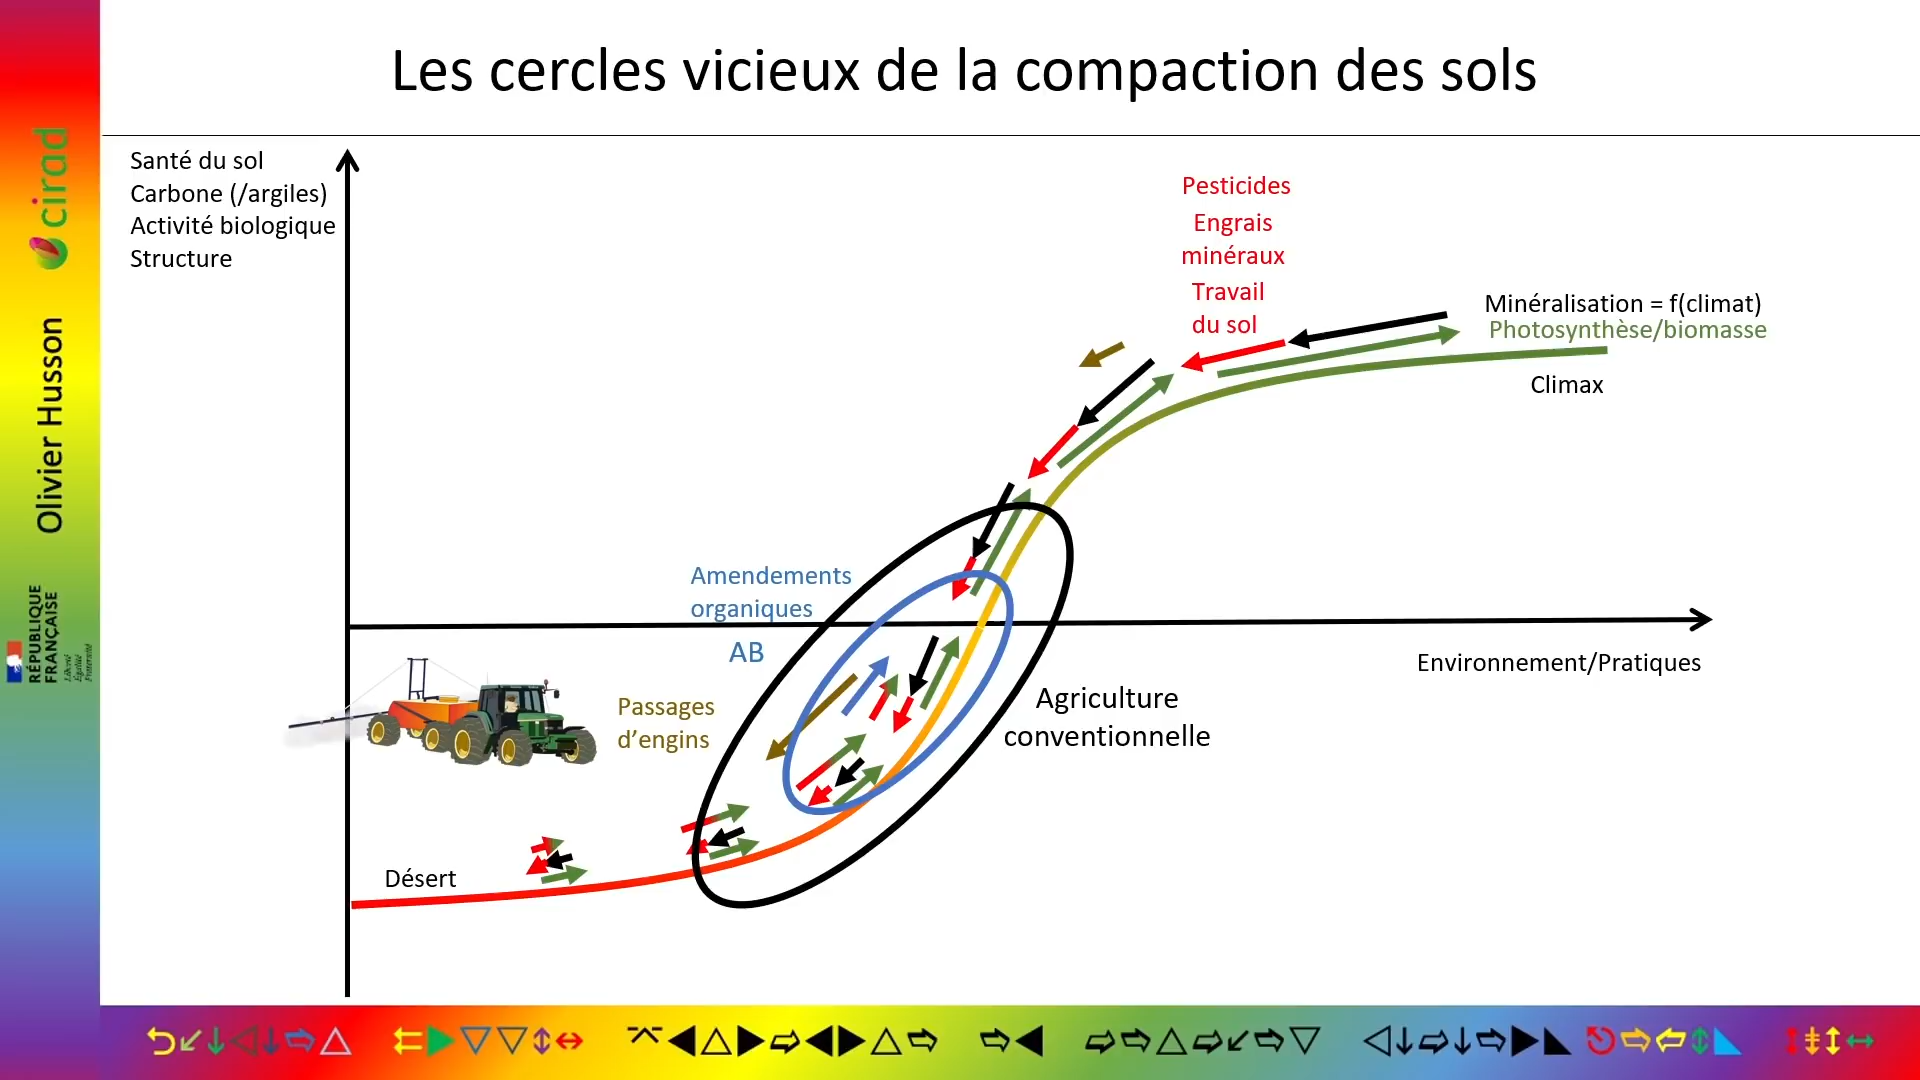 Les cercles vicieux de la compaction des sols
Santé du sol
Carbone (/argiles)
Activité biologique
Structure
Pesticides
Engrais
minéraux
Travail
du sol
Minéralisation = f(climat)
Photosynthèse/biomasse
Climax
Amendements
organiques
AB
Environnement/Pratiques
Passages
d’engins
Agriculture
conventionnelle
Désert
cirad
Olivier Husson
RÉPUBLIQUE
FRANÇAISE
Liberté
Égalité
Fraternité